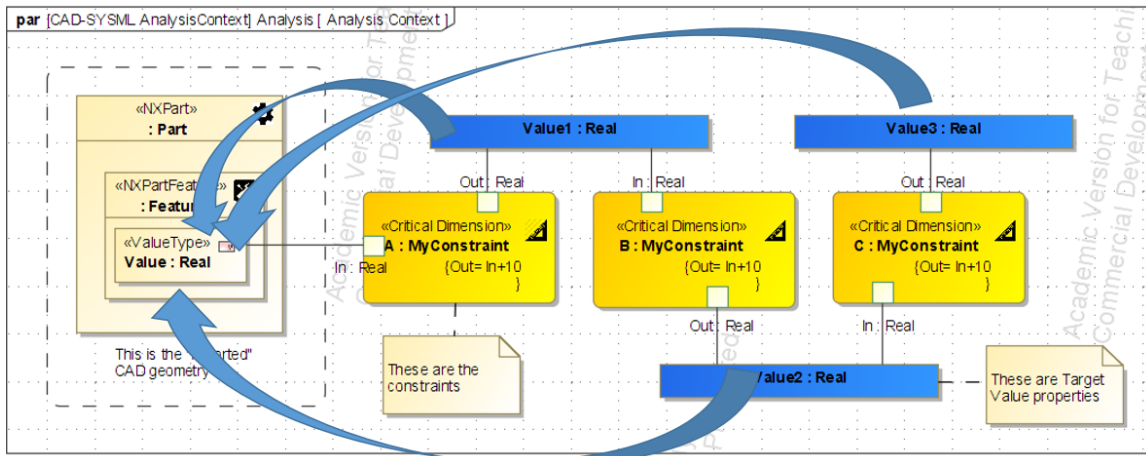 par [CAD-SYSML AnalysisContext] Analysis [ Analysis Context ]
«NXPart»
: Part
«NXPartFeature»
: Featur
«ValueType»
Value : Real
This is the
CAD geometry
Value1 : Real
Value3 : Real
Out : Real
In : Real
Out : Real
«Critical Dimension»
A : MyConstraint
{Out= In+10
}
«Critical Dimension»
B : MyConstraint
{Out= In+10
}
«Critical Dimension»
C : MyConstraint
{Out= In+10
}
In : Real
Out : Real
In : Real
These are the
constraints
Value2 : Real
These are Target
Value properties
Academic Version for Teaching
Commercial Development